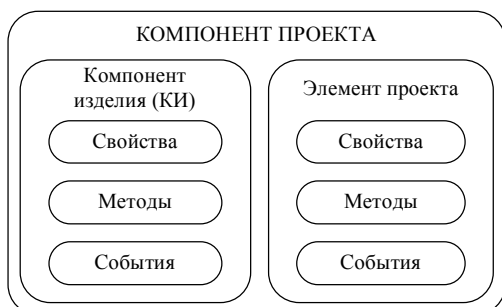 КОМПОНЕНТ ПРОЕКТА
Компонент
изделия (КИ)
Свойства
Методы
События
Элемент проекта
Свойства
Методы
События